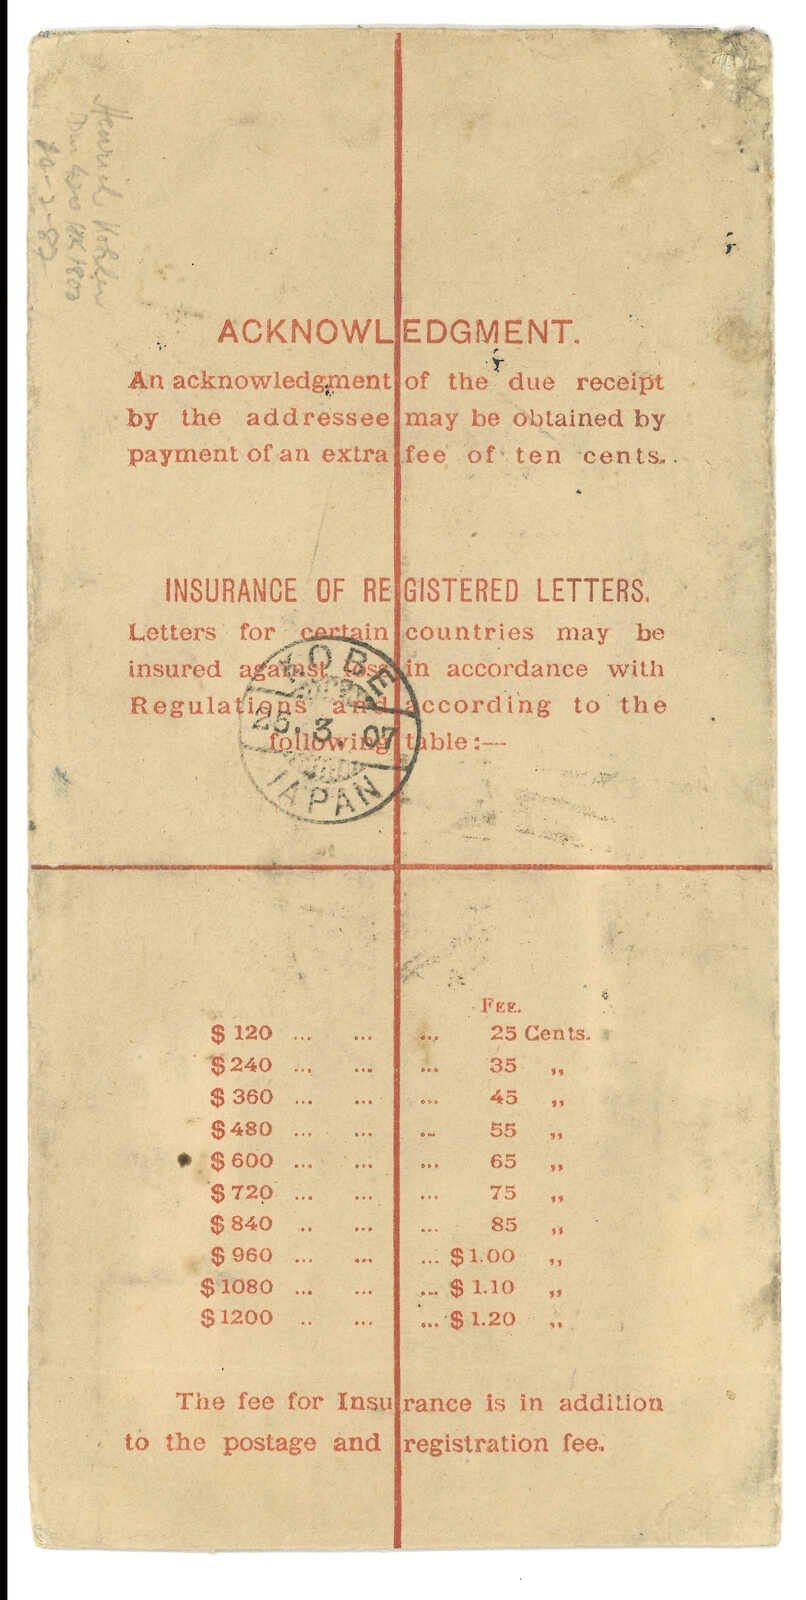 ACKNOWLEDGMENT.
An acknowledgment of the due receipt
by the addressee may be obtained by
payment of an extra fee of ten cents.
INSURANCE OF REGISTERED LETTERS.
Letters for certain countries may be
insured against loss in accordance with
Regulations and according to the
following table:—
KOBE
25. 3. 07
JAPAN
FEE.
$ 120 ... ... ... 25 Cents.
$ 240 ... ... ... 35 „
$ 360 ... ... ... 45 „
$ 480 ... ... ... 55 „
$ 600 ... ... ... 65 „
$ 720 ... ... ... 75 „
$ 840 .. ... ... 85 „
$ 960 ... ... ... $ 1.00 „
$ 1080 ... ... ... $ 1.10 „
$ 1200 .. ... ... $ 1.20 „
The fee for Insurance is in addition
to the postage and registration fee.